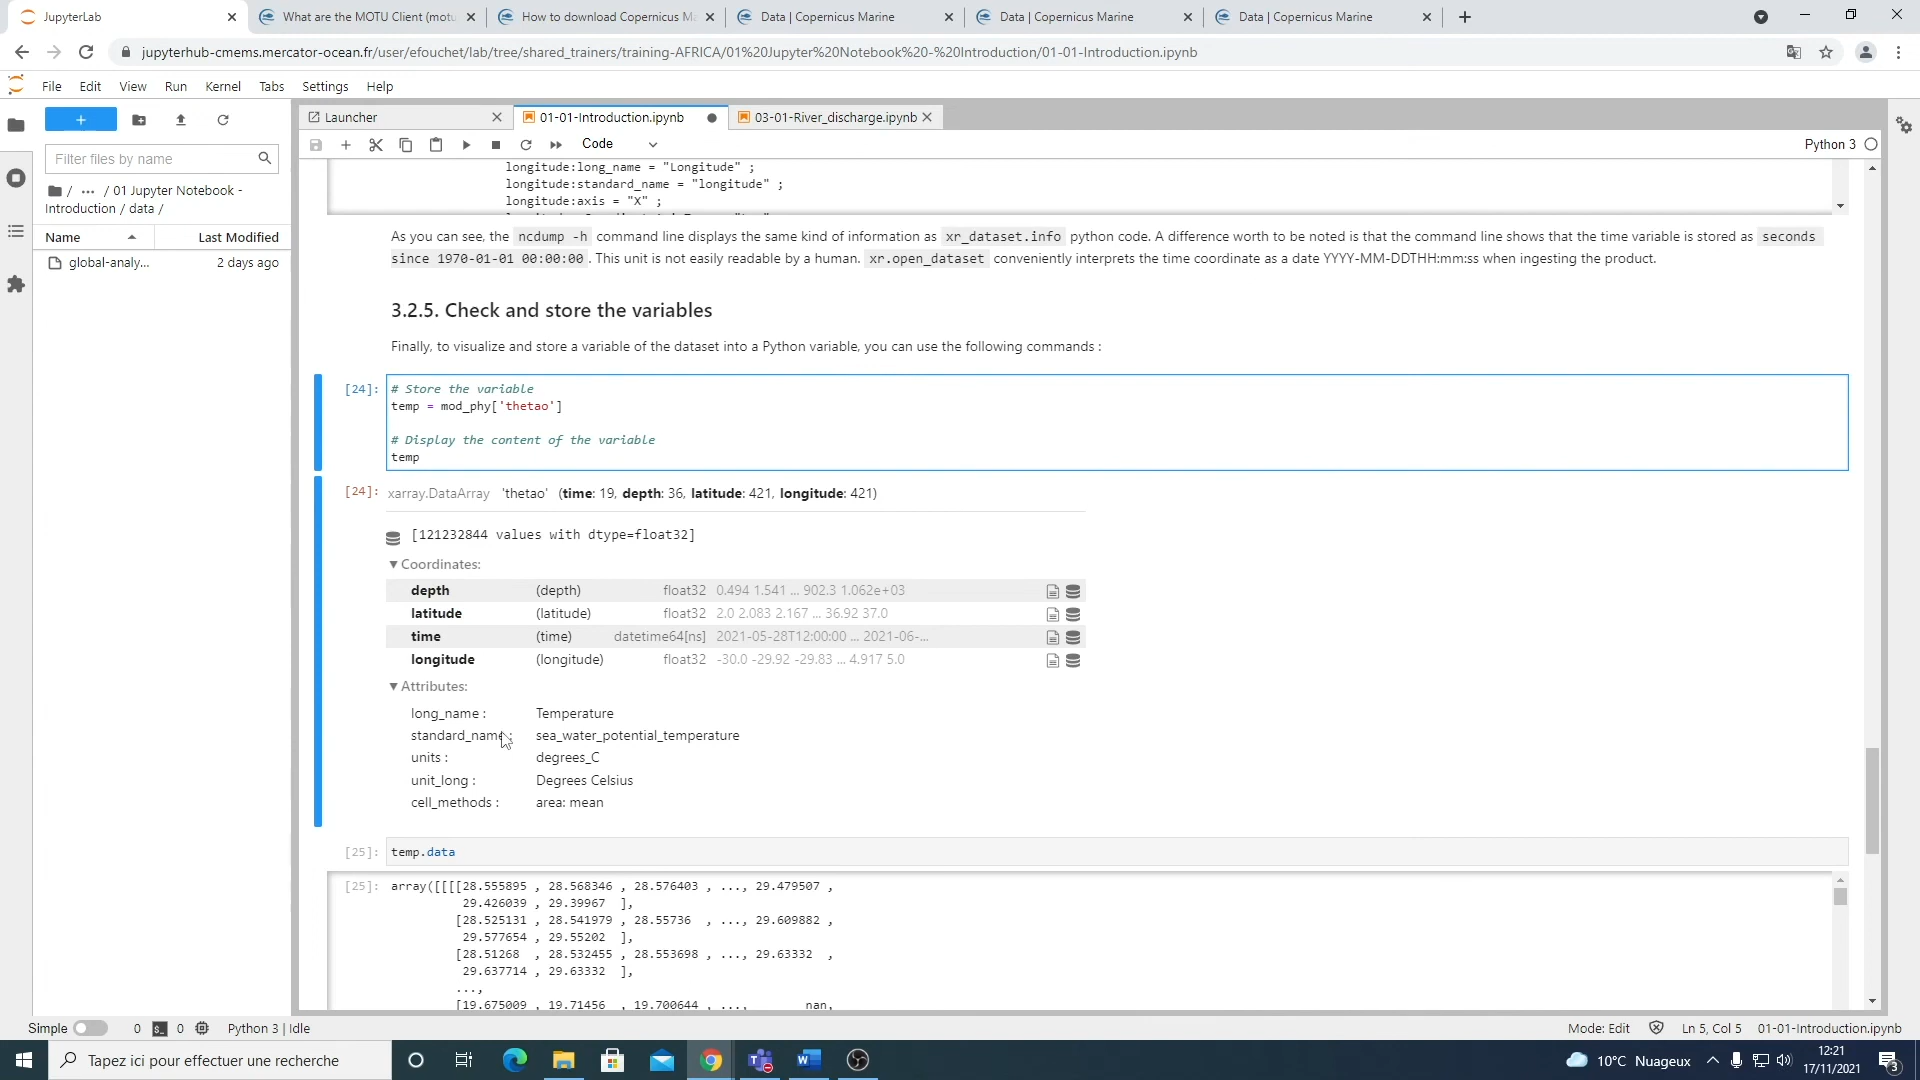 JupyterLab
What are the MOTU Client (motu
How to download Copernicus M
Data | Copernicus Marine
Data | Copernicus Marine
Data | Copernicus Marine
jupyterhub-cmems.mercator-ocean.fr/user/efouchet/lab/tree/shared_trainers/training-AFRICA/01%20Jupyter%20Notebook%20-%20Introduction/01-01-Introduction.ipynb
File Edit View Run Kernel Tabs Settings Help
Launcher 01-01-Introduction.ipynb 03-01-River_discharge.ipynb
Code Python 3
Filter files by name
/ ... / 01 Jupyter Notebook -
Introduction / data /
Name Last Modified
global-analy... 2 days ago
longitude:long_name = "Longitude" ;
longitude:standard_name = "longitude" ;
longitude:axis = "X" ;
As you can see, the ncdump -h command line displays the same kind of information as xr_dataset.info python code. A difference worth to be noted is that the command line shows that the time variable is stored as seconds
since 1970-01-01 00:00:00 . This unit is not easily readable by a human. xr.open_dataset conveniently interprets the time coordinate as a date YYYY-MM-DDTHH:mm:ss when ingesting the product.
3.2.5. Check and store the variables
Finally, to visualize and store a variable of the dataset into a Python variable, you can use the following commands :
[24]: # Store the variable
temp = mod_phy['thetao']
# Display the content of the variable
temp
[24]: xarray.DataArray 'thetao' (time: 19, depth: 36, latitude: 421, longitude: 421)
[121232844 values with dtype=float32]
▼ Coordinates:
depth (depth) float32 0.494 1.541 ... 902.3 1.062e+03
latitude (latitude) float32 2.0 2.083 2.167 ... 36.92 37.0
time (time) datetime64[ns] 2021-05-28T12:00:00 ... 2021-06-...
longitude (longitude) float32 -30.0 -29.92 -29.83 ... 4.917 5.0
▼ Attributes:
long_name : Temperature
standard_name : sea_water_potential_temperature
units : degrees_C
unit_long : Degrees Celsius
cell_methods : area: mean
[25]: temp.data
[25]: array([[[[28.555895 , 28.568346 , 28.576403 , ..., 29.479507 ,
29.426039 , 29.39967 ],
[28.525131 , 28.541979 , 28.55736 , ..., 29.609882 ,
29.577654 , 29.55202 ],
[28.51268 , 28.532455 , 28.553698 , ..., 29.63332 ,
29.637714 , 29.63332 ],
...,
[19.675009 , 19.71456 , 19.700644 , ..., nan,
Simple 0 0 Python 3 | Idle Mode: Edit Ln 5, Col 5 01-01-Introduction.ipynb
Tapez ici pour effectuer une recherche
10°C Nuageux
12:21
17/11/2021
3